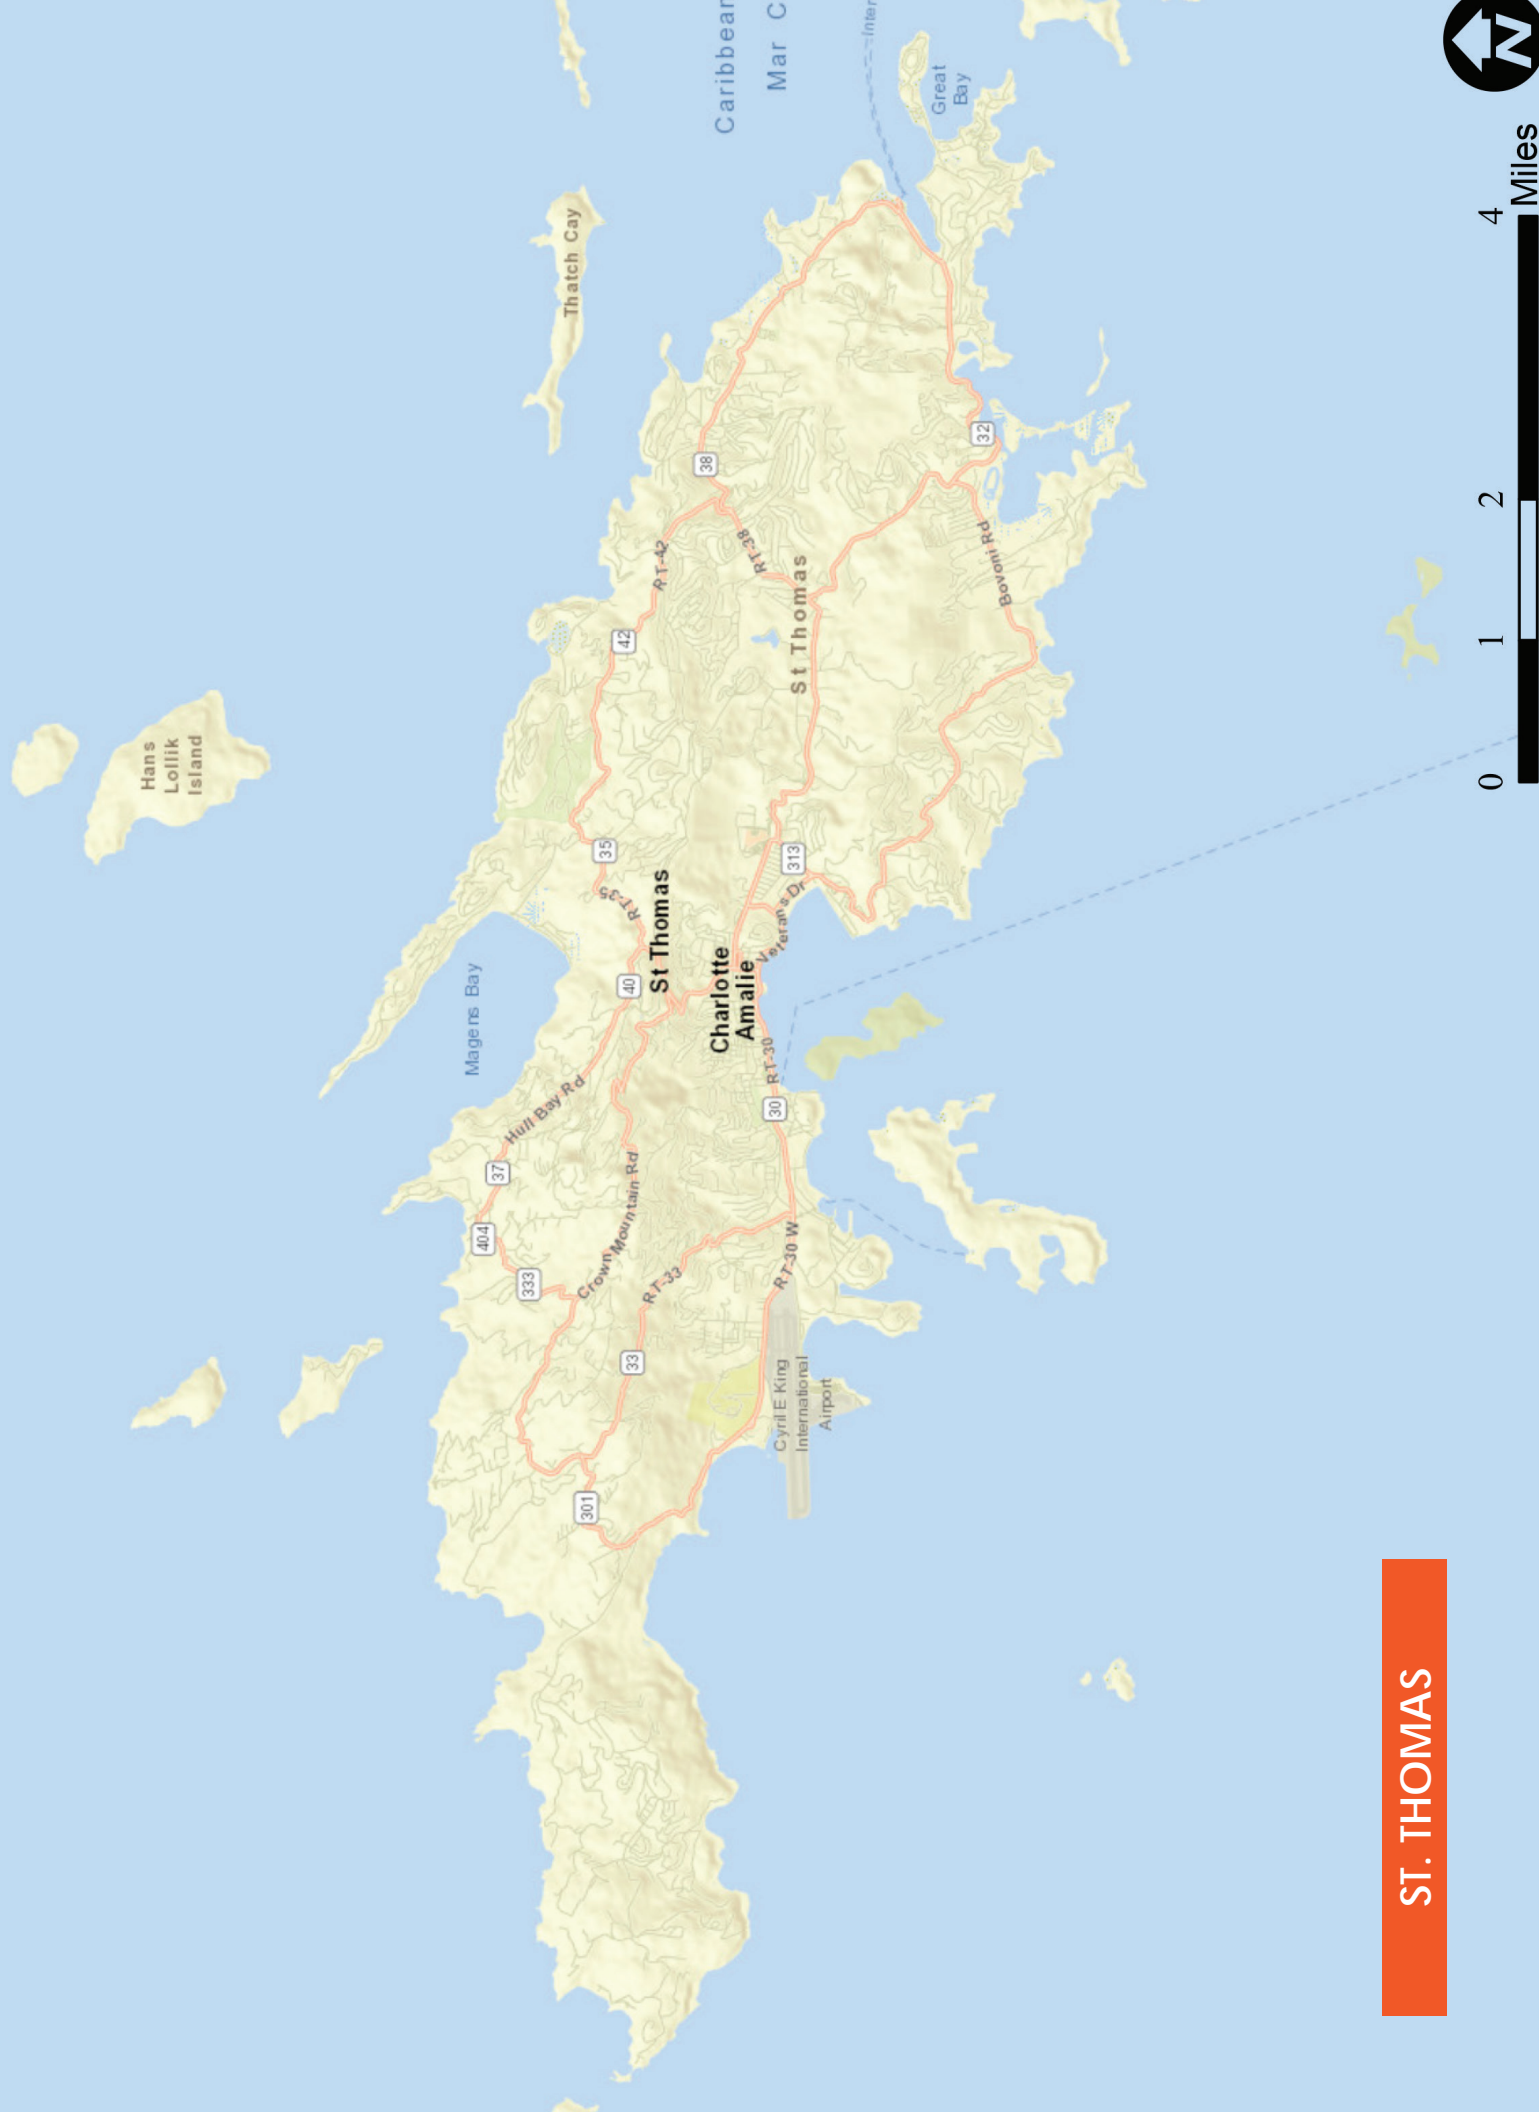 Hans
Lollik
Island
Thatch Cay
Caribbean
Mar C
Inter
Great
Bay
Magens Bay
404
37
Hull Bay Rd
333
40
35
RT-35
42
RT-42
38
RT-38
St Thomas
St Thomas
Charlotte
Amalie
Crown Mountain Rd
RT-33
33
301
RT-30 W
30
RT-30
Veterans Dr
313
32
Bovoni Rd
Cyril E King
International
Airport
ST. THOMAS
0 1 2 4
Miles
N